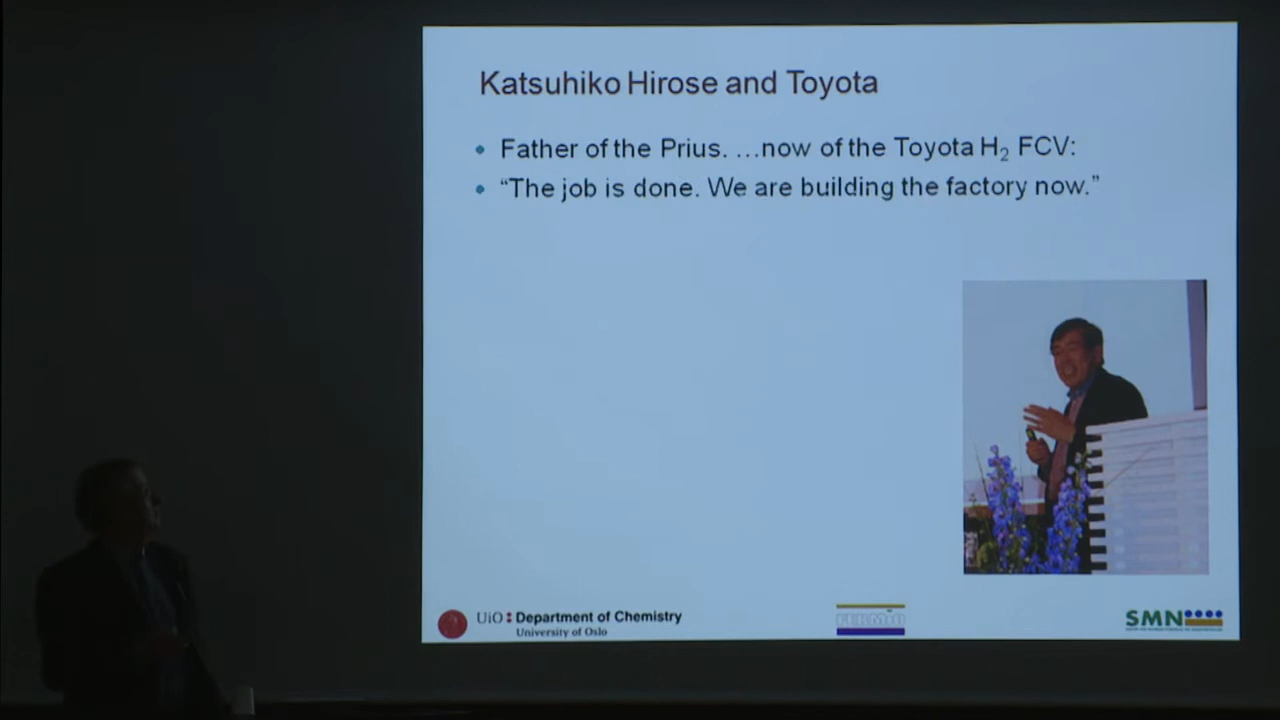 Katsuhiko Hirose and Toyota
• Father of the Prius. …now of the Toyota H₂ FCV:
• “The job is done. We are building the factory now.”
UiO : Department of Chemistry
University of Oslo
FERMiO
SMN